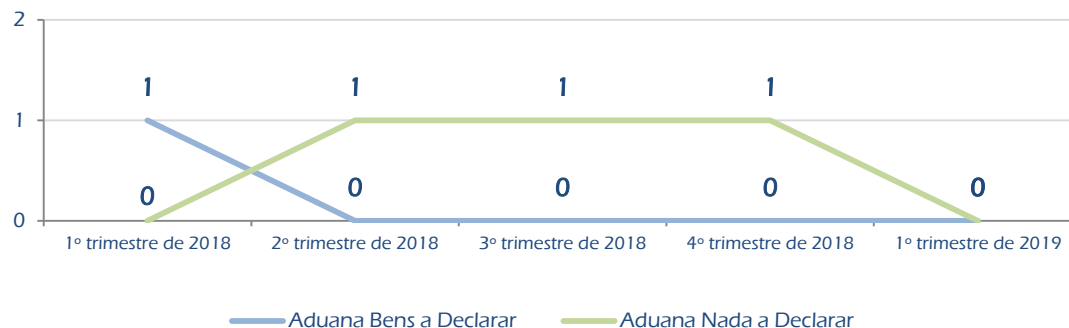 2
1 1 1 1
1
0 0 0 0 0
0
1º trimestre de 2018 2º trimestre de 2018 3º trimestre de 2018 4º trimestre de 2018 1º trimestre de 2019
Aduana Bens a Declarar Aduana Nada a Declarar